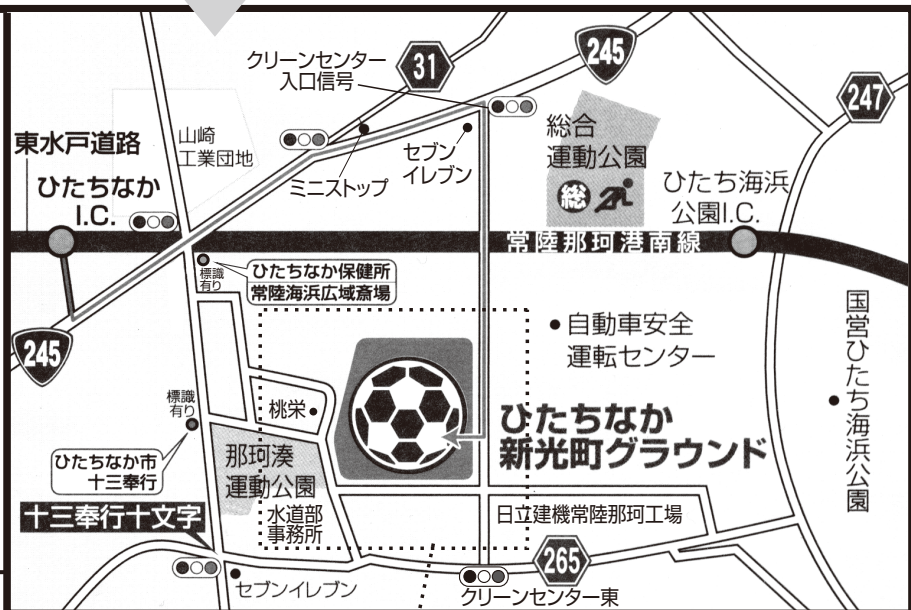 クリーンセンター
入口信号
31
245
247
総合
運動公園
総
東水戸道路
ひたちなか
I.C.
山崎
工業団地
ミニストップ
セブン
イレブン
ひたち海浜
公園I.C.
常陸那珂港南線
標識
有り
ひたちなか保健所
常陸海浜広域斎場
245
自動車安全
運転センター
国営ひたち海浜公園
標識
有り
桃栄
ひたちなか
新光町グラウンド
ひたちなか市
十三奉行
那珂湊
運動公園
水道部
事務所
十三奉行十文字
日立建機常陸那珂工場
265
セブンイレブン
クリーンセンター東